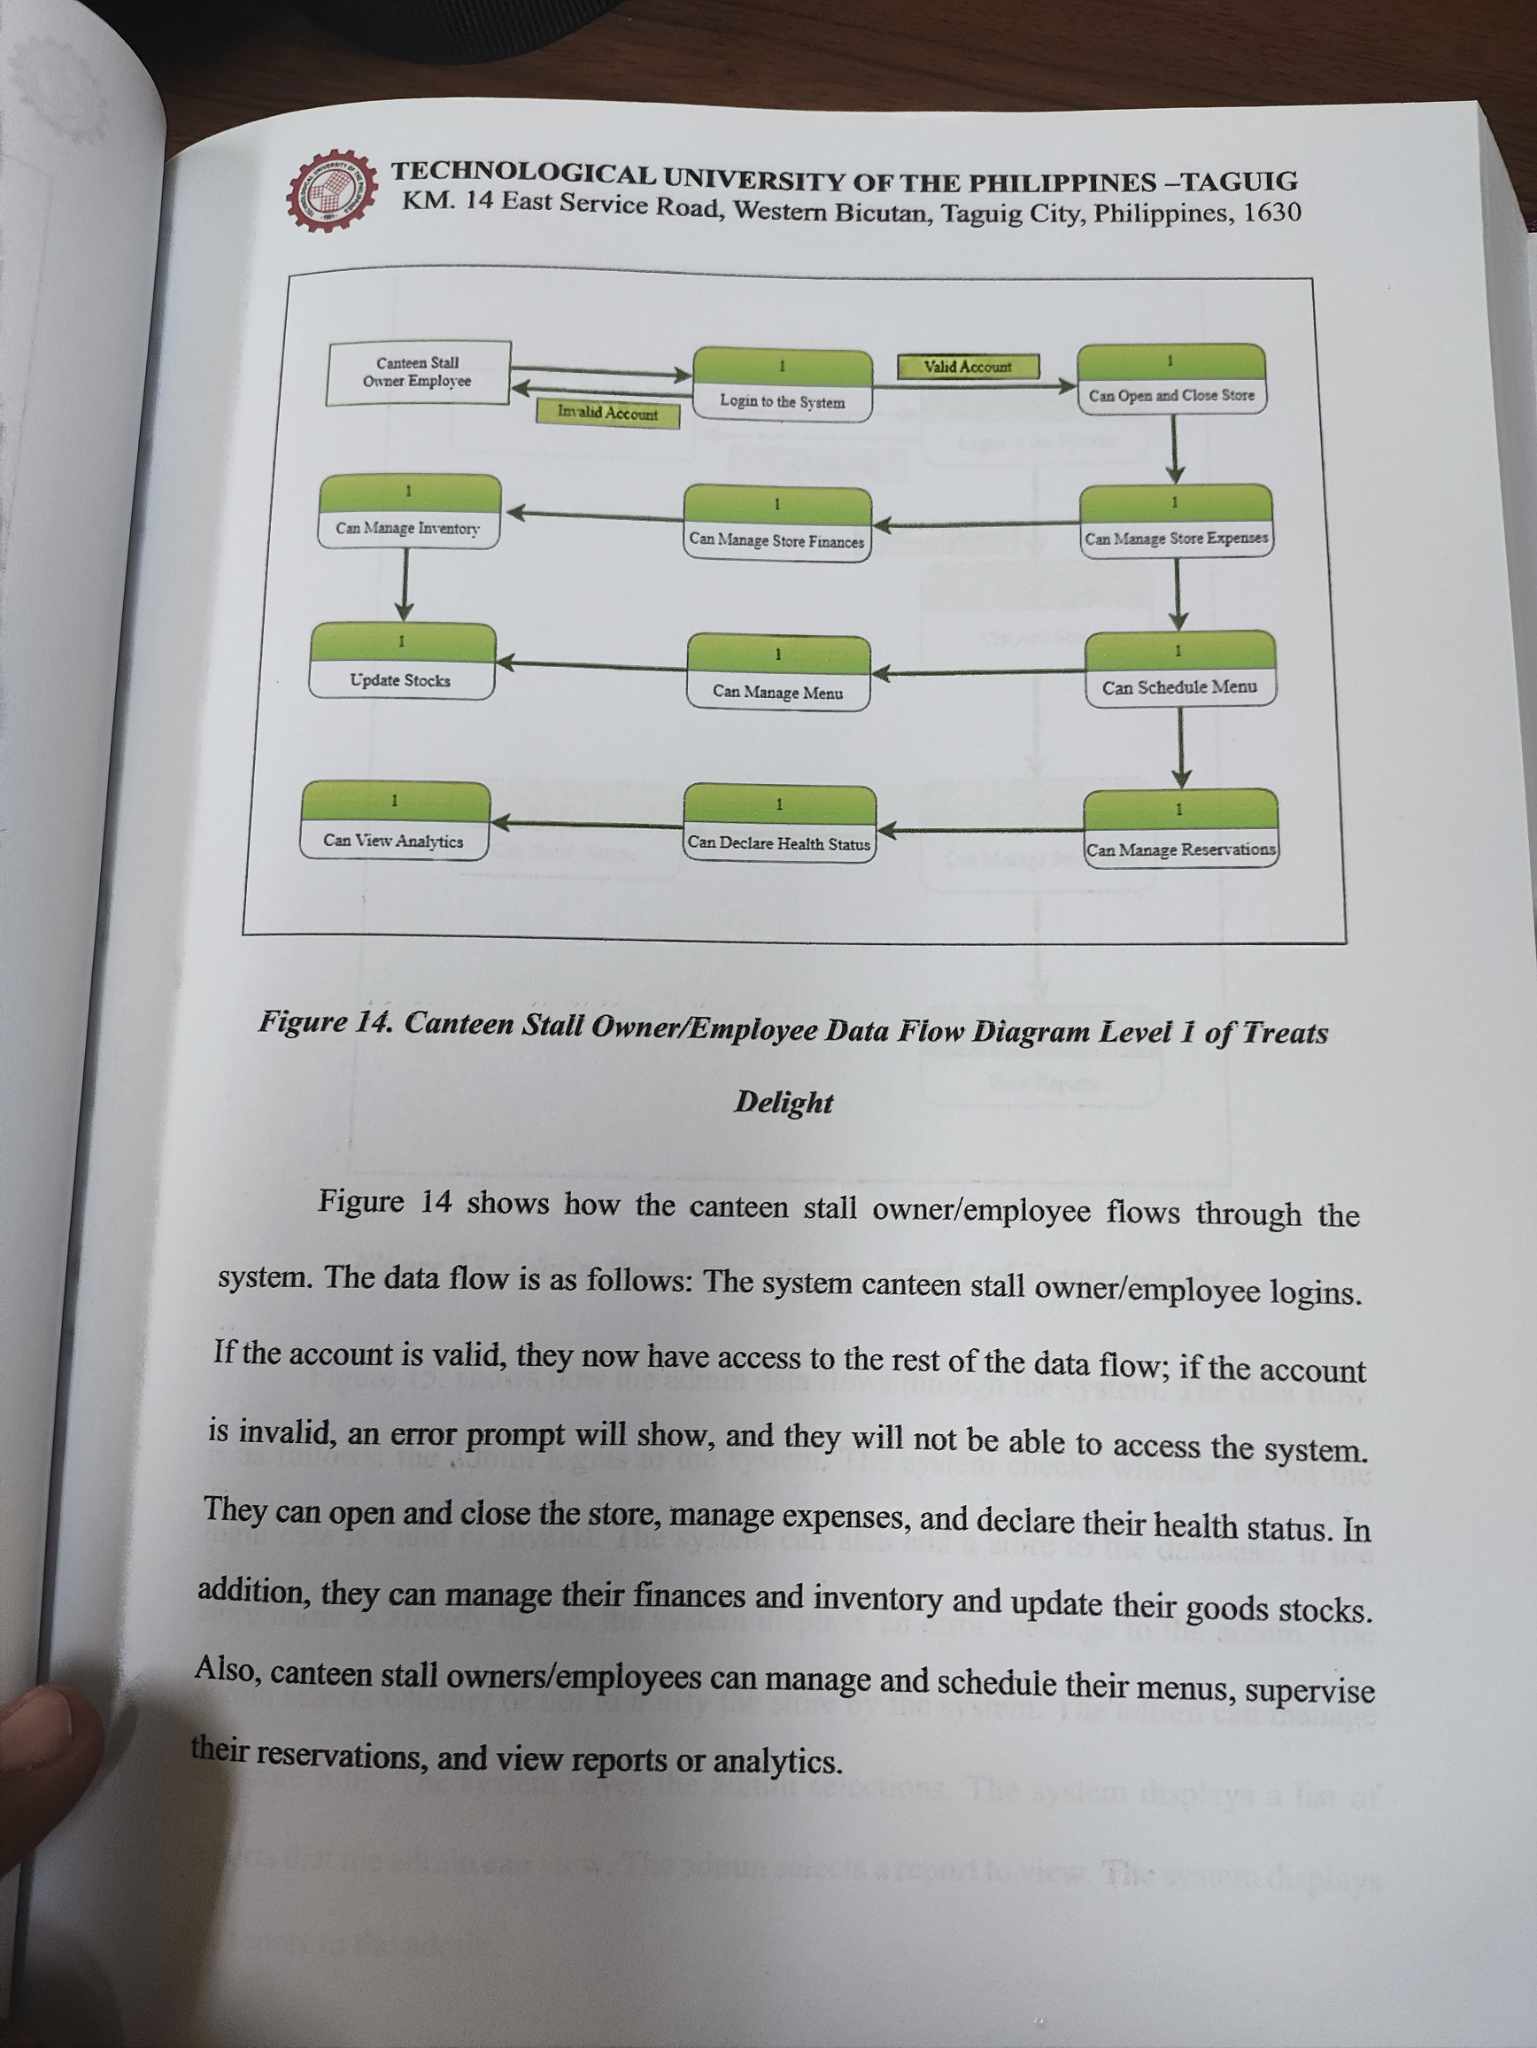 TECHNOLOGICAL UNIVERSITY OF THE PHILIPPINES –TAGUIG
KM. 14 East Service Road, Western Bicutan, Taguig City, Philippines, 1630
Canteen Stall
Owner Employee
1
Login to the System
Invalid Account
Valid Account
1
Can Open and Close Store
1
Can Manage Inventory
1
Can Manage Store Finances
1
Can Manage Store Expenses
1
Update Stocks
1
Can Manage Menu
1
Can Schedule Menu
1
Can View Analytics
1
Can Declare Health Status
1
Can Manage Reservations
Figure 14. Canteen Stall Owner/Employee Data Flow Diagram Level 1 of Treats
Delight
Figure 14 shows how the canteen stall owner/employee flows through the
system. The data flow is as follows: The system canteen stall owner/employee logins.
If the account is valid, they now have access to the rest of the data flow; if the account
is invalid, an error prompt will show, and they will not be able to access the system.
They can open and close the store, manage expenses, and declare their health status. In
addition, they can manage their finances and inventory and update their goods stocks.
Also, canteen stall owners/employees can manage and schedule their menus, supervise
their reservations, and view reports or analytics.